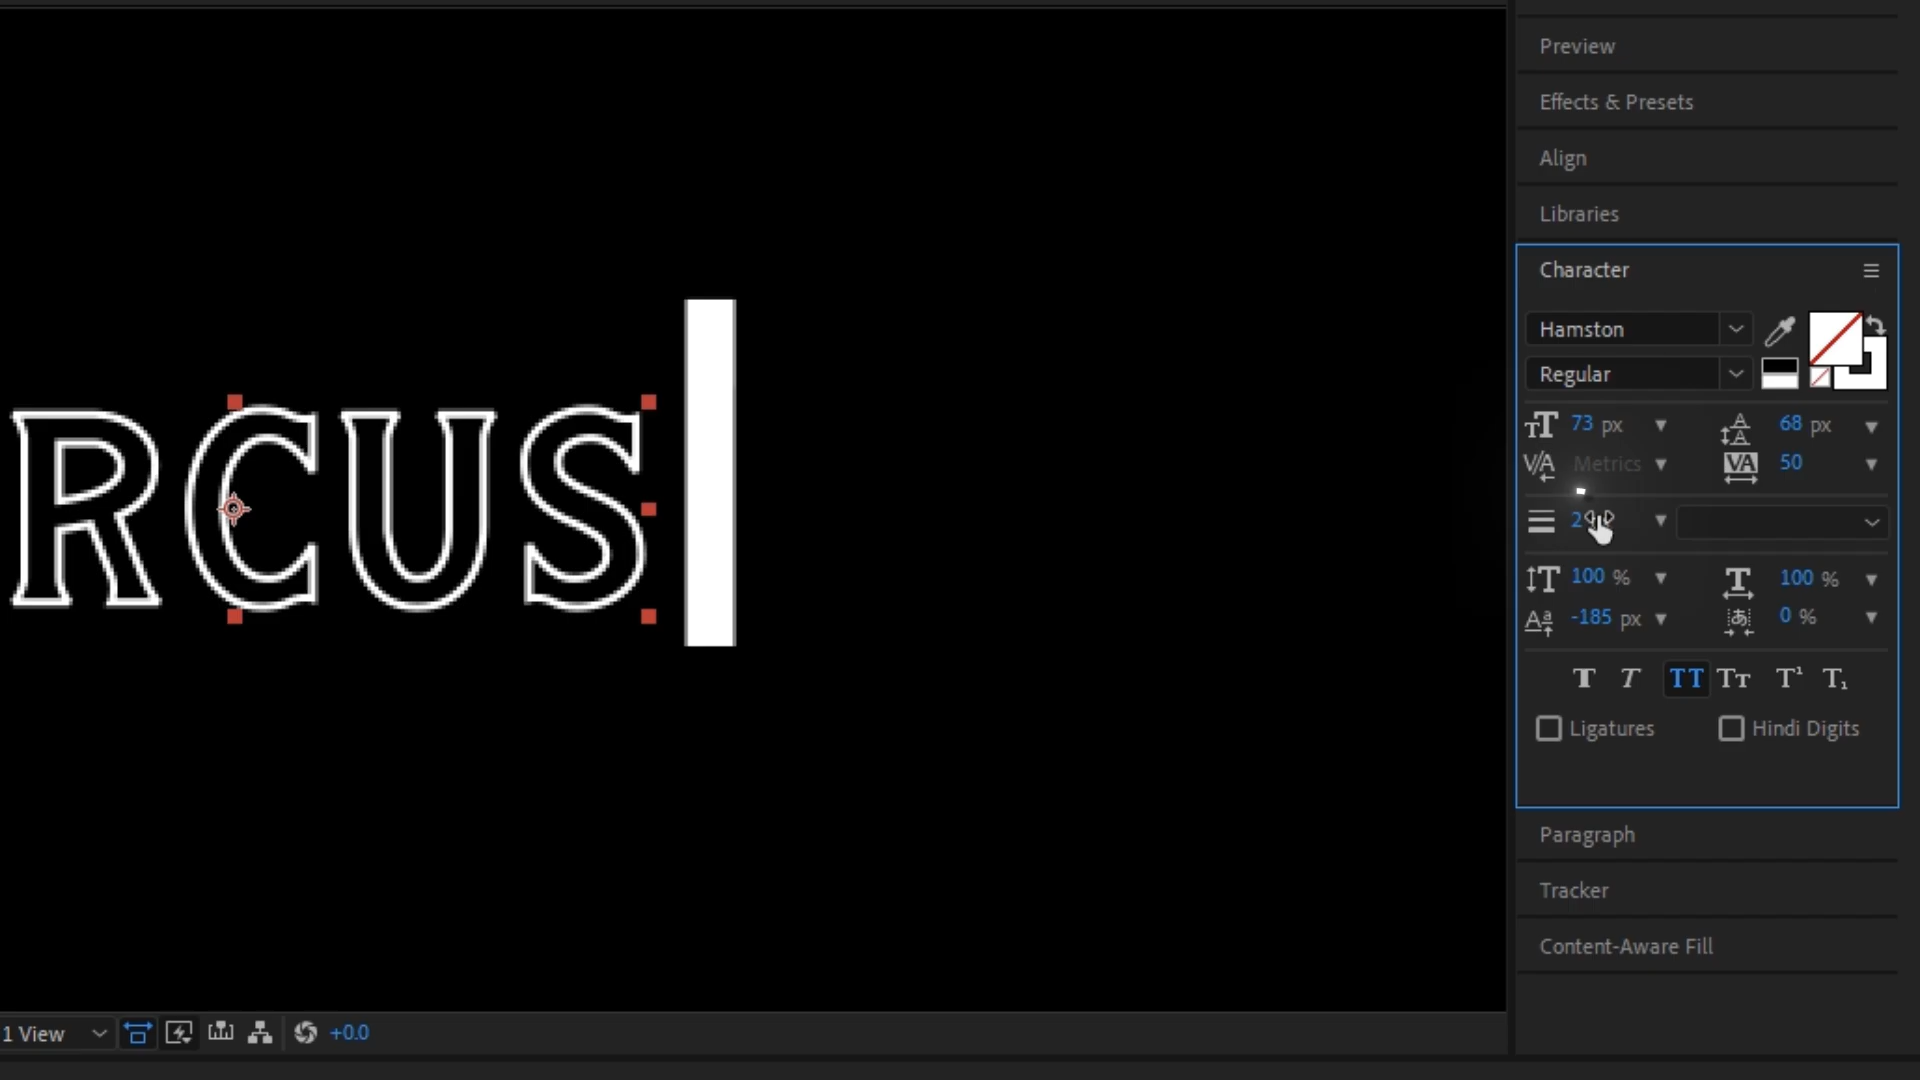 Preview
Effects & Presets
Align
Libraries
Character
Hamston
Regular
73 px
68 px
Metrics
50
2
100 %
100 %
-185 px
0 %
Ligatures
Hindi Digits
Paragraph
Tracker
Content-Aware Fill
RCUS
1 View
+0.0